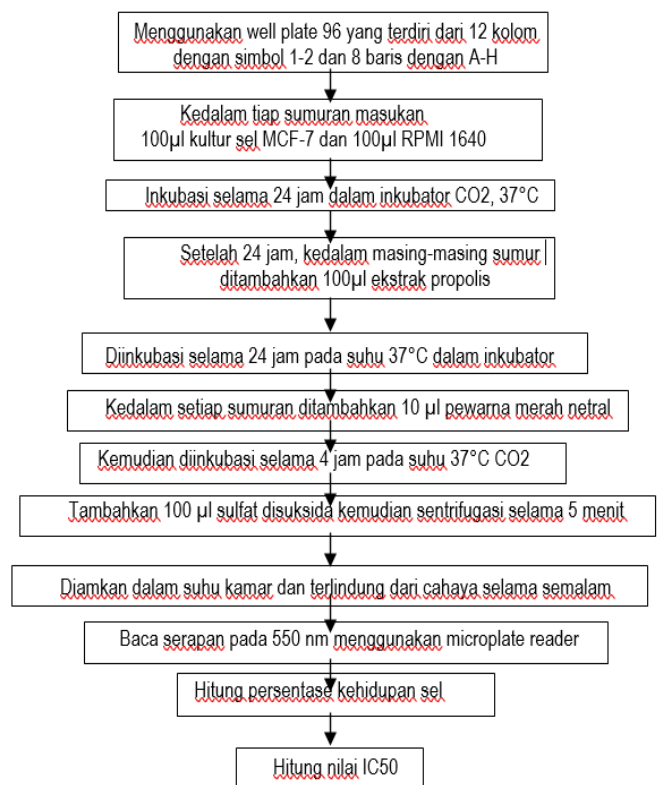 Menggunakan well plate 96 yang terdiri dari 12 kolom
dengan simbol 1-2 dan 8 baris dengan A-H
Kedalam tiap sumuran masukan
100µl kultur sel MCF-7 dan 100µl RPMI 1640
Inkubasi selama 24 jam dalam inkubator CO2, 37°C
Setelah 24 jam, kedalam masing-masing sumur
ditambahkan 100µl ekstrak propolis
Diinkubasi selama 24 jam pada suhu 37°C dalam inkubator
Kedalam setiap sumuran ditambahkan 10 µl pewarna merah netral
Kemudian diinkubasi selama 4 jam pada suhu 37°C CO2
Tambahkan 100 µl sulfat disuksida kemudian sentrifugasi selama 5 menit
Diamkan dalam suhu kamar dan terlindung dari cahaya selama semalam
Baca serapan pada 550 nm menggunakan microplate reader
Hitung persentase kehidupan sel
Hitung nilai IC50